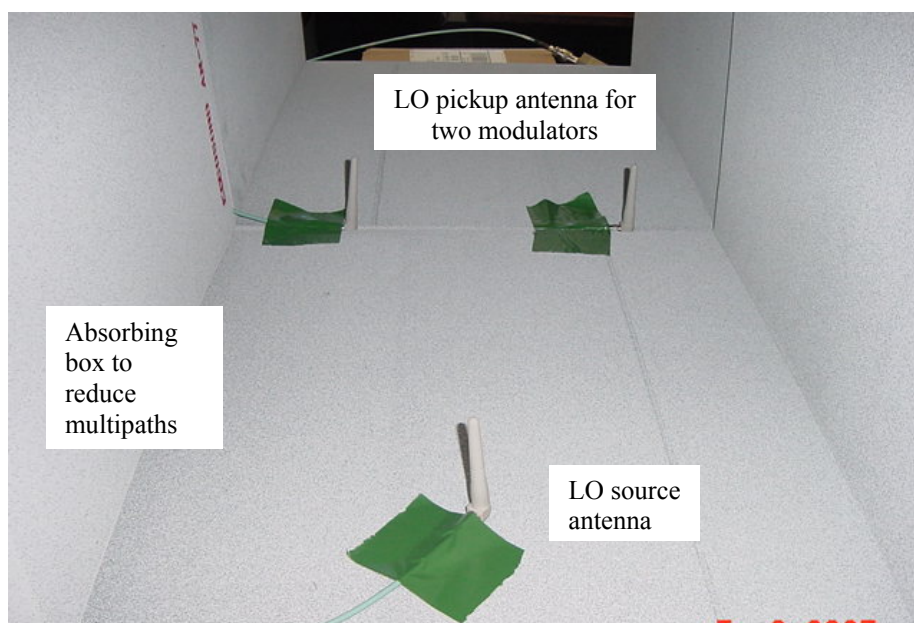 LO pickup antenna for
two modulators
Absorbing
box to
reduce
multipaths
LO source
antenna